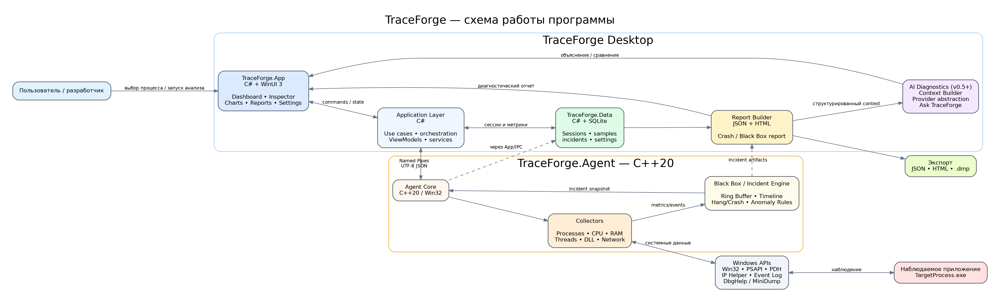 TraceForge — схема работы программы
TraceForge Desktop
объяснение / сравнение
TraceForge.App
C# + WinUI 3
Dashboard • Inspector
Charts • Reports • Settings
Пользователь / разработчик
выбор процесса / запуск анализа
диагностический отчет
commands / state
AI Diagnostics (v0.5+)
Context Builder
Provider abstraction
Ask TraceForge
структурированный context
Application Layer
C#
Use cases • orchestration
ViewModels • services
сессии и метрики
TraceForge.Data
C# + SQLite
Sessions • samples
incidents • settings
Report Builder
JSON + HTML
Crash / Black Box report
через App/IPC
Named Pipes
UTF-8 JSON
TraceForge.Agent — C++20
incident artifacts
Экспорт
JSON • HTML • .dmp
Agent Core
C++20 / Win32
incident snapshot
Black Box / Incident Engine
Ring Buffer • Timeline
Hang/Crash • Anomaly Rules
metrics/events
Collectors
Processes • CPU • RAM
Threads • DLL • Network
системные данные
Windows APIs
Win32 • PSAPI • PDH
IP Helper • Event Log
DbgHelp / MiniDump
наблюдение
Наблюдаемое приложение
TargetProcess.exe